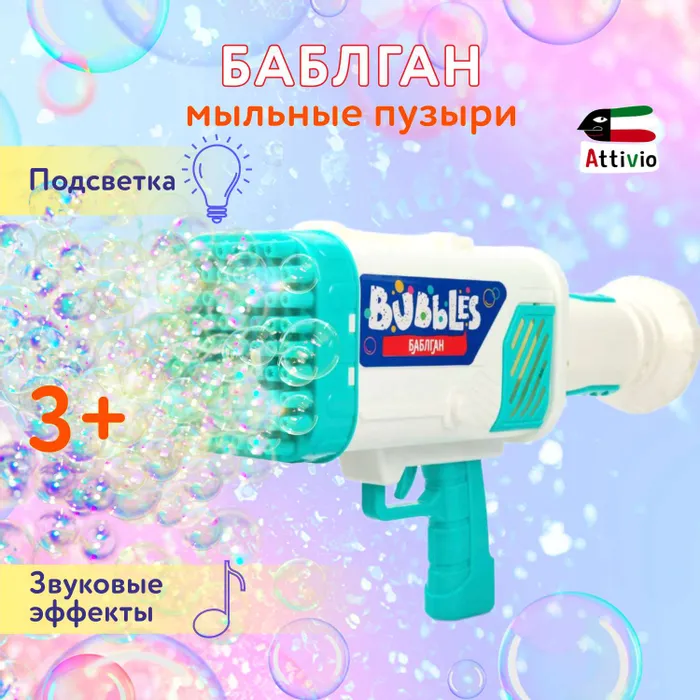 БАБЛГАН
мыльные пузыри
Attivio
Подсветка
BUBBLES
БАБЛГАН
3+
Звуковые
эффекты